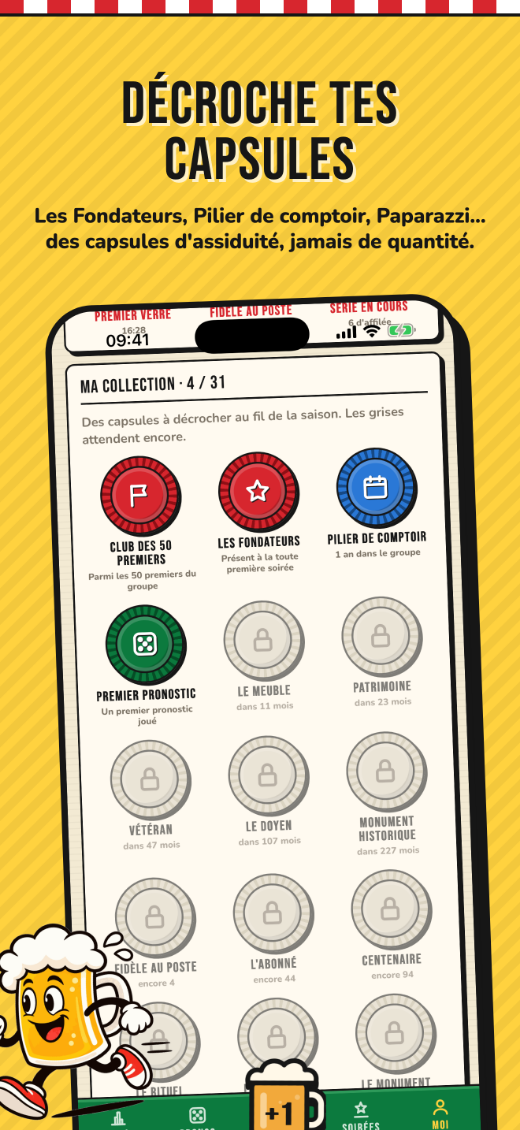 DÉCROCHE TES
CAPSULES
Les Fondateurs, Pilier de comptoir, Paparazzi...
des capsules d'assiduité, jamais de quantité.
PREMIER VERRE
FIDÈLE AU POSTE
SÉRIE EN COURS
16:28
6 d'affilée
09:41
MA COLLECTION · 4 / 31
Des capsules à décrocher au fil de la saison. Les grises
attendent encore.
CLUB DES 50
PREMIERS
Parmi les 50 premiers du
groupe
LES FONDATEURS
Présent à la toute
première soirée
PILIER DE COMPTOIR
1 an dans le groupe
PREMIER PRONOSTIC
Un premier pronostic
joué
LE MEUBLE
dans 11 mois
PATRIMOINE
dans 23 mois
VÉTÉRAN
dans 47 mois
LE DOYEN
dans 107 mois
MONUMENT
HISTORIQUE
dans 227 mois
FIDÈLE AU POSTE
encore 4
L'ABONNÉ
encore 44
CENTENAIRE
encore 94
LE RITUEL
LE MONUMENT
+1
SOIRÉES
MOI